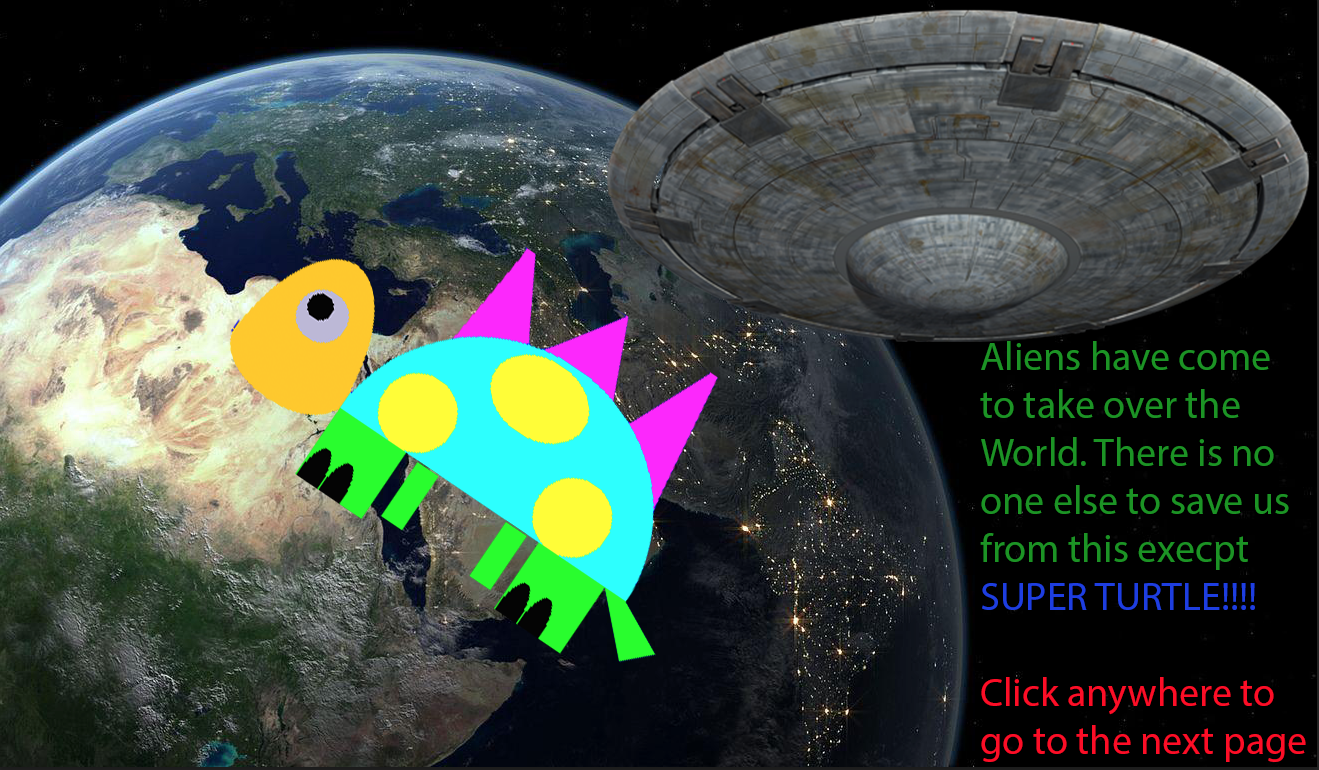 Aliens have come
to take over the
World. There is no
one else to save us
from this execpt
SUPER TURTLE!!!!
Click anywhere to
go to the next page